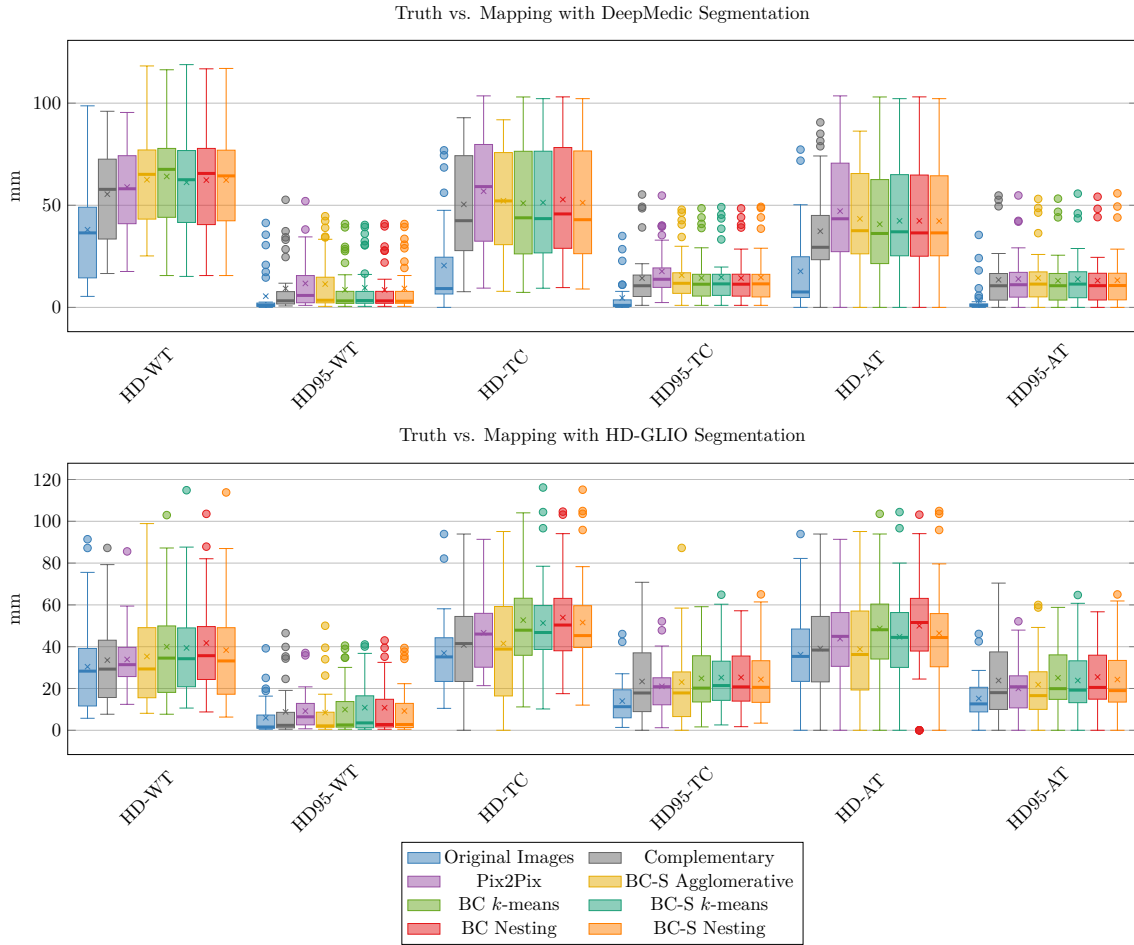 Truth vs. Mapping with DeepMedic Segmentation
100
50
0
mm
HD-WT
HD95-WT
HD-TC
HD95-TC
HD-AT
HD95-AT
Truth vs. Mapping with HD-GLIO Segmentation
120
100
80
60
40
20
0
mm
HD-WT
HD95-WT
HD-TC
HD95-TC
HD-AT
HD95-AT
Original Images
Complementary
Pix2Pix
BC-S Agglomerative
BC k-means
BC-S k-means
BC Nesting
BC-S Nesting